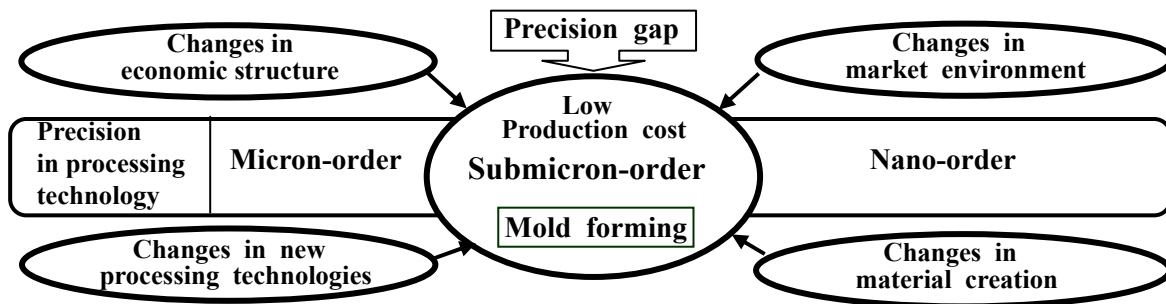 Changes in
economic structure
Precision gap
Changes in
market environment
Precision
in processing
technology
Micron-order
Low
Production cost
Submicron-order
Mold forming
Nano-order
Changes in new
processing technologies
Changes in
material creation